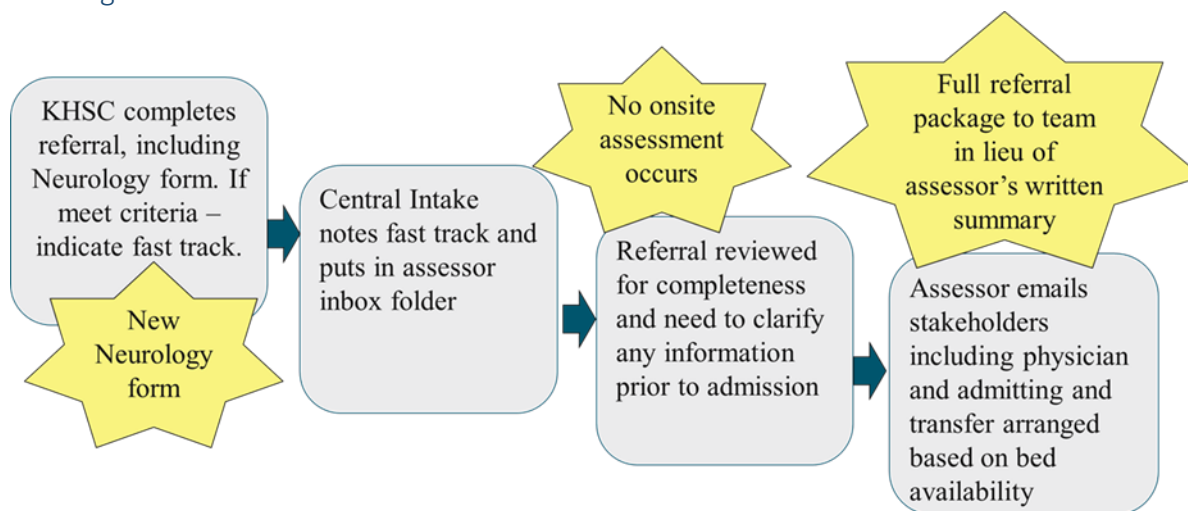 KHSC completes
referral, including
Neurology form. If
meet criteria –
indicate fast track.
New
Neurology
form
Central Intake
notes fast track and
puts in assessor
inbox folder
No onsite
assessment
occurs
Referral reviewed
for completeness
and need to clarify
any information
prior to admission
Full referral
package to team
in lieu of
assessor’s written
summary
Assessor emails
stakeholders
including physician
and admitting and
transfer arranged
based on bed
availability